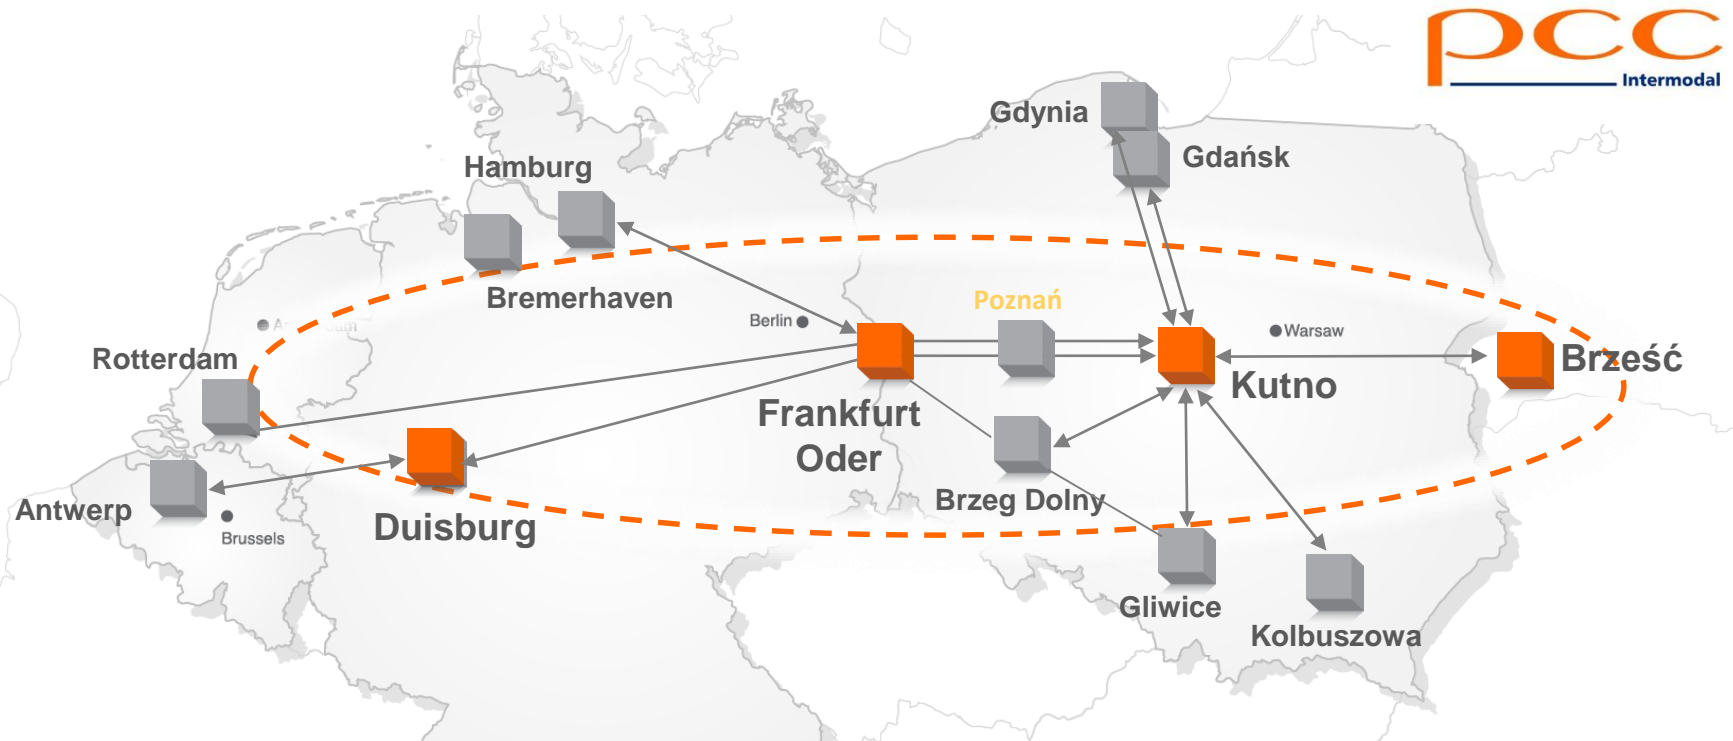 pcc
Intermodal
Gdynia
Gdańsk
Hamburg
Bremerhaven
Poznań
Berlin
Warsaw
Rotterdam
Brześć
Kutno
Frankfurt
Oder
Antwerp
Brussels
Duisburg
Brzeg Dolny
Gliwice
Kolbuszowa